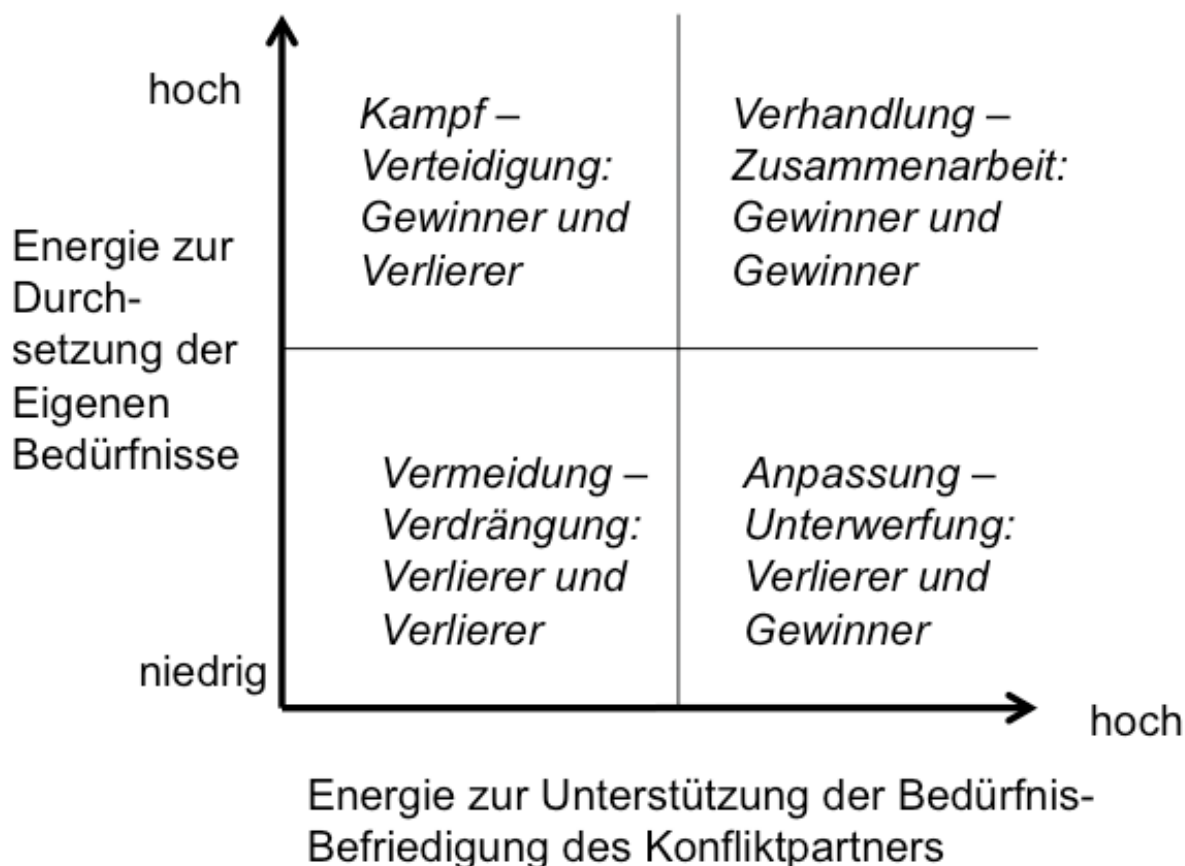 hoch
Kampf –
Verteidigung:
Gewinner und
Verlierer
Verhandlung –
Zusammenarbeit:
Gewinner und
Gewinner
Energie zur
Durch-
setzung der
Eigenen
Bedürfnisse
Vermeidung –
Verdrängung:
Verlierer und
Verlierer
Anpassung –
Unterwerfung:
Verlierer und
Gewinner
niedrig
hoch
Energie zur Unterstützung der Bedürfnis-
Befriedigung des Konfliktpartners